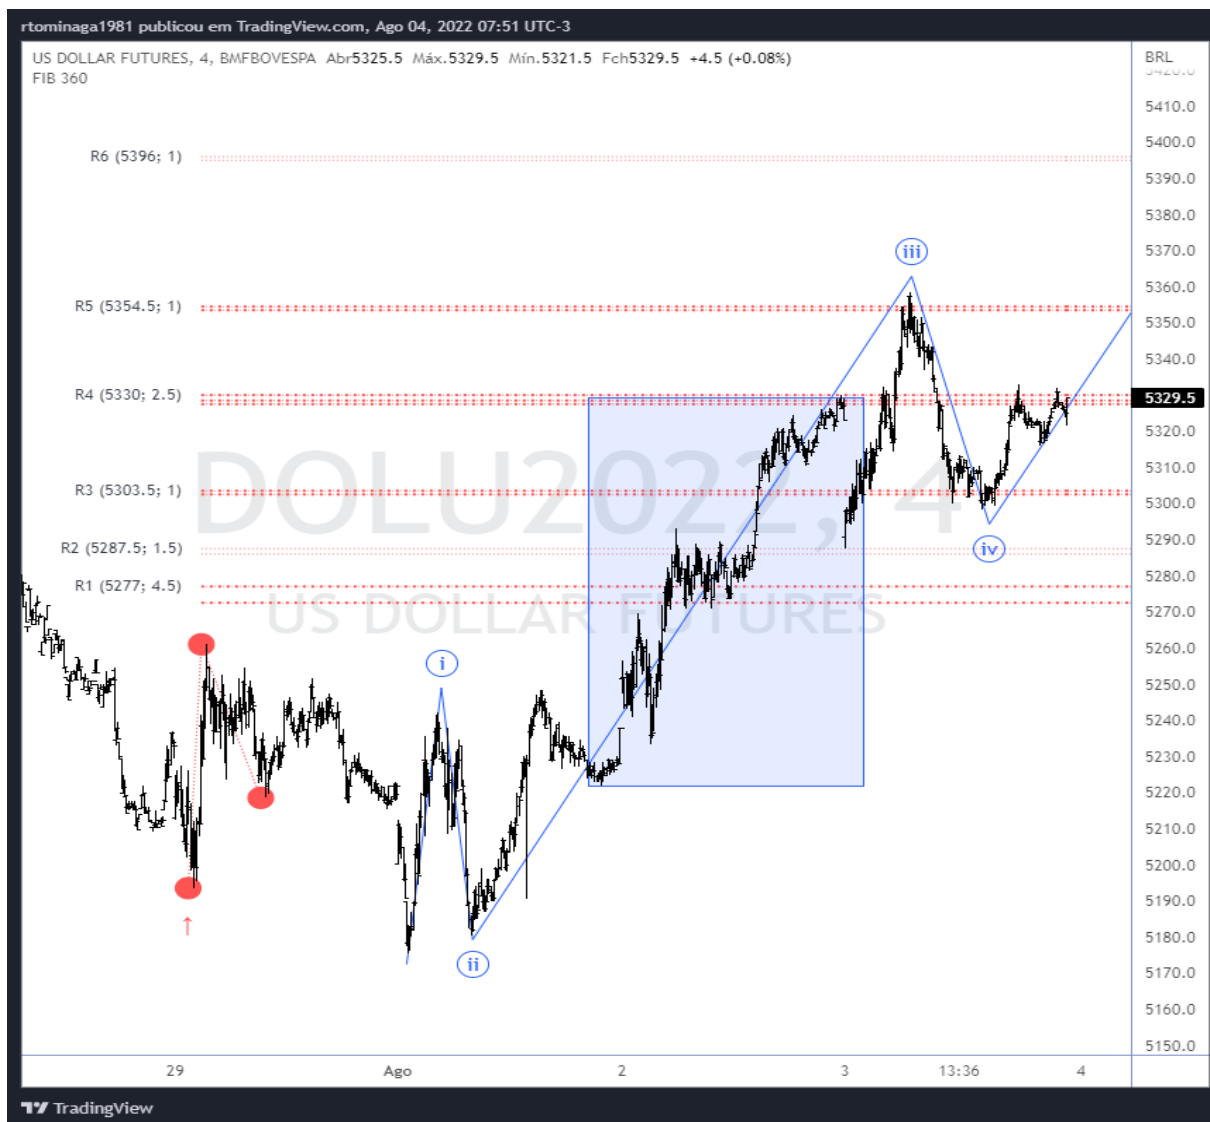 rtominaga1981 publicou em TradingView.com, Ago 04, 2022 07:51 UTC-3
US DOLLAR FUTURES, 4, BMFBOVESPA Abr5325.5 Máx.5329.5 Mín.5321.5 Fch5329.5 +4.5 (+0.08%)
BRL
FIB 360
5420.0
5410.0
5400.0
R6 (5396; 1)
5390.0
5380.0
5370.0
iii
5360.0
R5 (5354.5; 1)
5350.0
5340.0
R4 (5330; 2.5)
5329.5
5320.0
5310.0
DOLU2022, 4
R3 (5303.5; 1)
5300.0
5290.0
R2 (5287.5; 1.5)
iv
5280.0
R1 (5277; 4.5)
5270.0
US DOLLAR FUTURES
5260.0
i
5250.0
5240.0
5230.0
5220.0
5210.0
5200.0
5190.0
↑
5180.0
ii
5170.0
5160.0
5150.0
29 Ago 2 3 13:36 4
TradingView